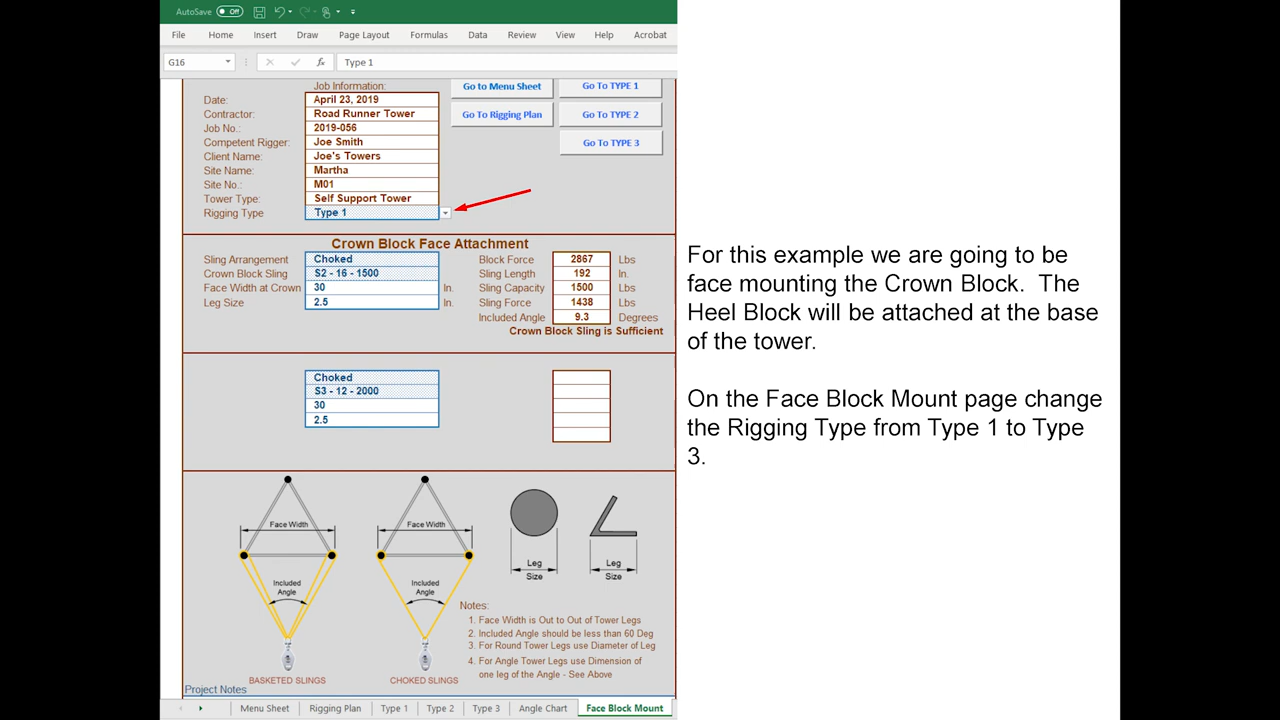 AutoSave Off
File Home Insert Draw Page Layout Formulas Data Review View Help Acrobat
G16 fx Type 1
Job Information: Go to Menu Sheet Go To TYPE 1
Date: April 23, 2019
Contractor: Road Runner Tower Go To Rigging Plan Go To TYPE 2
Job No.: 2019-056
Competent Rigger: Joe Smith Go To TYPE 3
Client Name: Joe's Towers
Site Name: Martha
Site No.: M01
Tower Type: Self Support Tower
Rigging Type Type 1
Crown Block Face Attachment
Sling Arrangement Choked Block Force 2867 Lbs
Crown Block Sling S2 - 16 - 1500 Sling Length 192 In.
Face Width at Crown 30 In. Sling Capacity 1500 Lbs
Leg Size 2.5 In. Sling Force 1438 Lbs
Included Angle 9.3 Degrees
Crown Block Sling is Sufficient
Choked
S3 - 12 - 2000
30
2.5
Face Width Face Width
Included Angle Included Angle
Leg Size Leg Size
Notes:
1. Face Width is Out to Out of Tower Legs
2. Included Angle should be less than 60 Deg
3. For Round Tower Legs use Diameter of Leg
4. For Angle Tower Legs use Dimension of
one leg of the Angle - See Above
BASKETED SLINGS CHOKED SLINGS
Project Notes
Menu Sheet Rigging Plan Type 1 Type 2 Type 3 Angle Chart Face Block Mount
For this example we are going to be
face mounting the Crown Block. The
Heel Block will be attached at the base
of the tower.
On the Face Block Mount page change
the Rigging Type from Type 1 to Type
3.